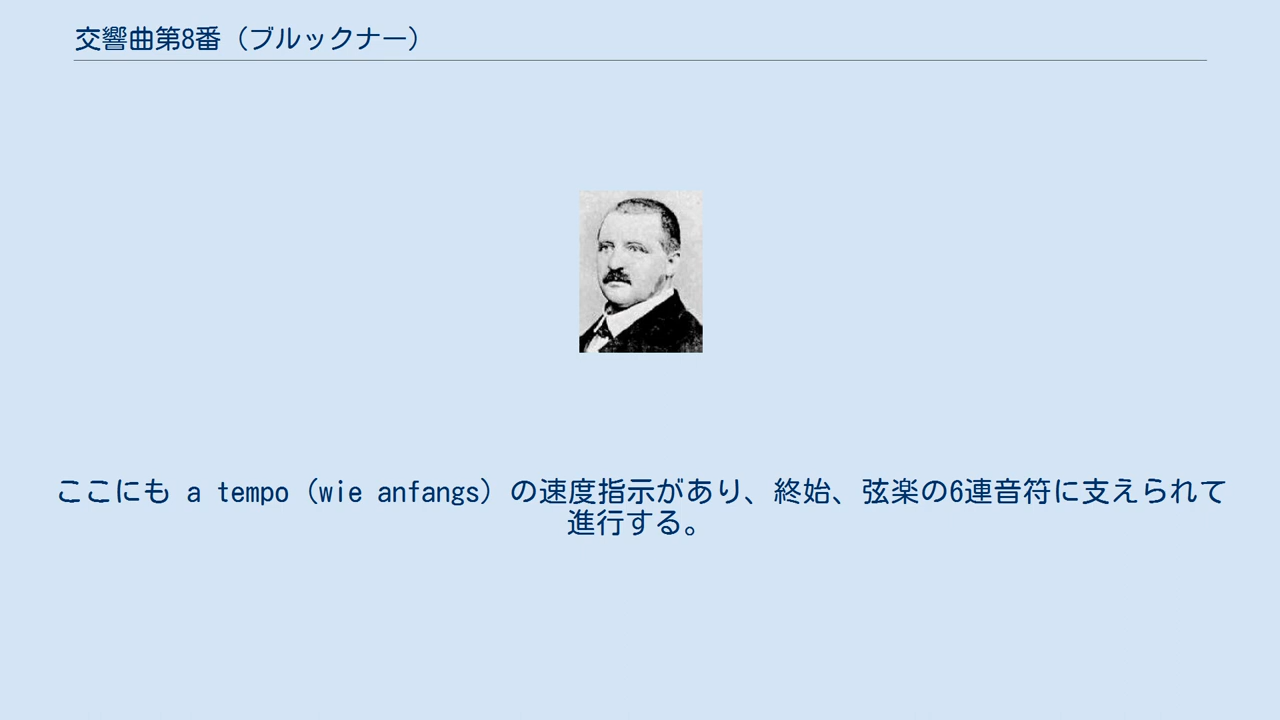 交響曲第8番（ブルックナー）
ここにも a tempo（wie anfangs）の速度指示があり、終始、弦楽の6連音符に支えられて
進行する。